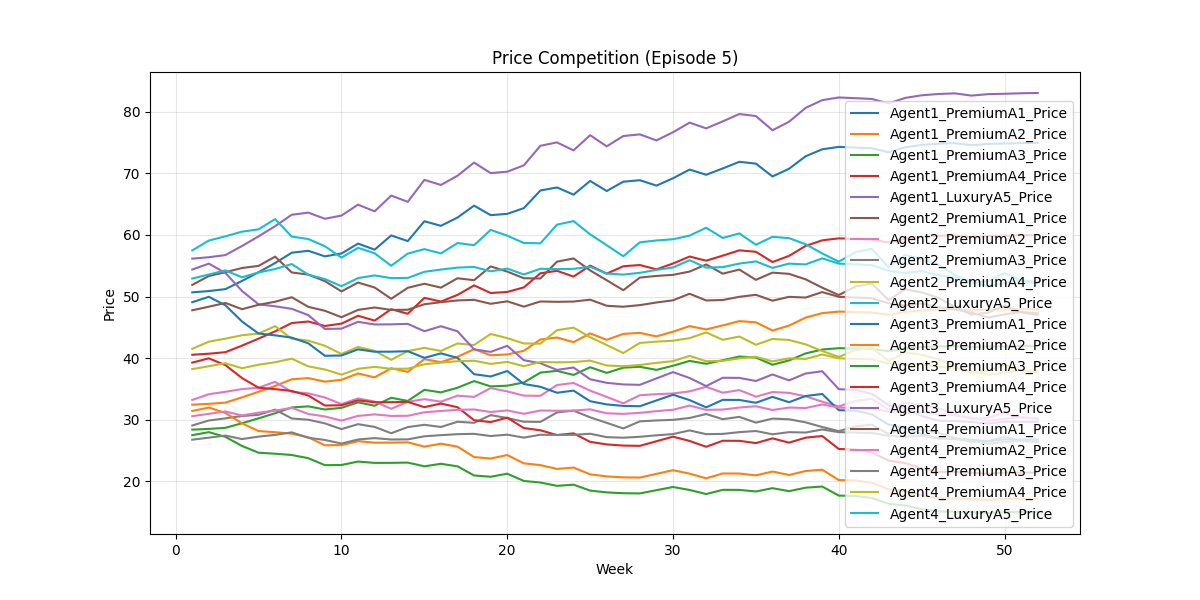 Price Competition (Episode 5)
Price
80
70
60
50
40
30
20
0
10
20
30
40
50
Week
Agent1_PremiumA1_Price
Agent1_PremiumA2_Price
Agent1_PremiumA3_Price
Agent1_PremiumA4_Price
Agent1_LuxuryA5_Price
Agent2_PremiumA1_Price
Agent2_PremiumA2_Price
Agent2_PremiumA3_Price
Agent2_PremiumA4_Price
Agent2_LuxuryA5_Price
Agent3_PremiumA1_Price
Agent3_PremiumA2_Price
Agent3_PremiumA3_Price
Agent3_PremiumA4_Price
Agent3_LuxuryA5_Price
Agent4_PremiumA1_Price
Agent4_PremiumA2_Price
Agent4_PremiumA3_Price
Agent4_PremiumA4_Price
Agent4_LuxuryA5_Price